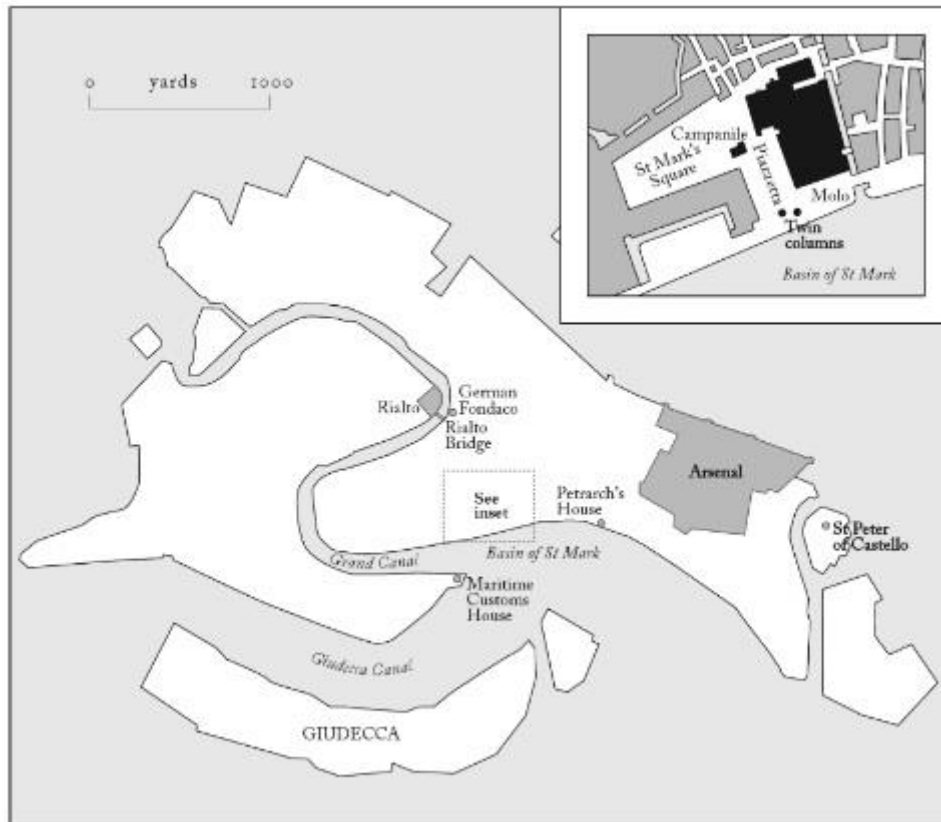 0 yards 1000
Campanile
St Mark's
Square
Piazzetta
Molo
Twin
columns
Basin of St Mark
Rialto
German
Fondaco
Rialto
Bridge
Arsenal
See
inset
Petrarch's
House
St Peter
of Castello
Grand Canal
Basin of St Mark
Maritime
Customs
House
Giudecca Canal
GIUDECCA